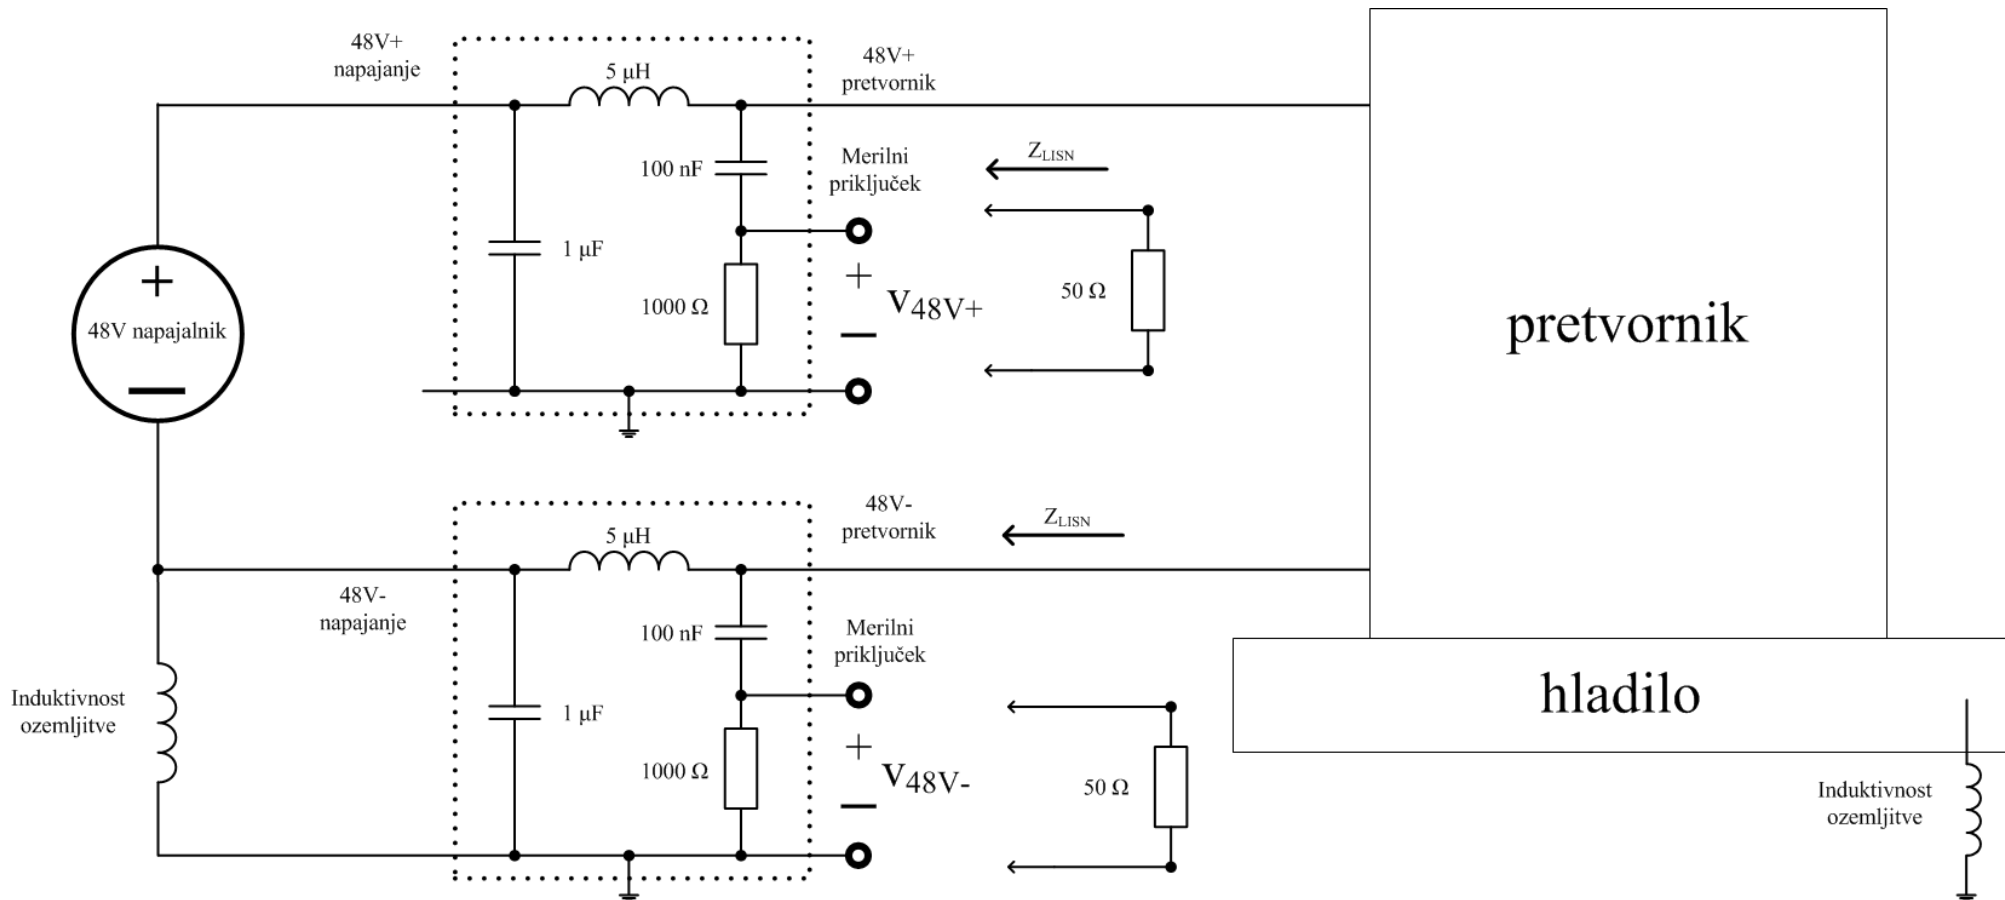 48V+
napajanje
5 μH
48V+
pretvornik
100 nF
Merilni
priključek
Z_LISN
1 μF
+
48V napajalnik
1000 Ω
+
V48V+
50 Ω
pretvornik
48V-
pretvornik
Z_LISN
5 μH
48V-
napajanje
100 nF
Merilni
priključek
hladilo
Induktivnost
ozemljitve
1 μF
1000 Ω
+
V48V-
50 Ω
Induktivnost
ozemljitve